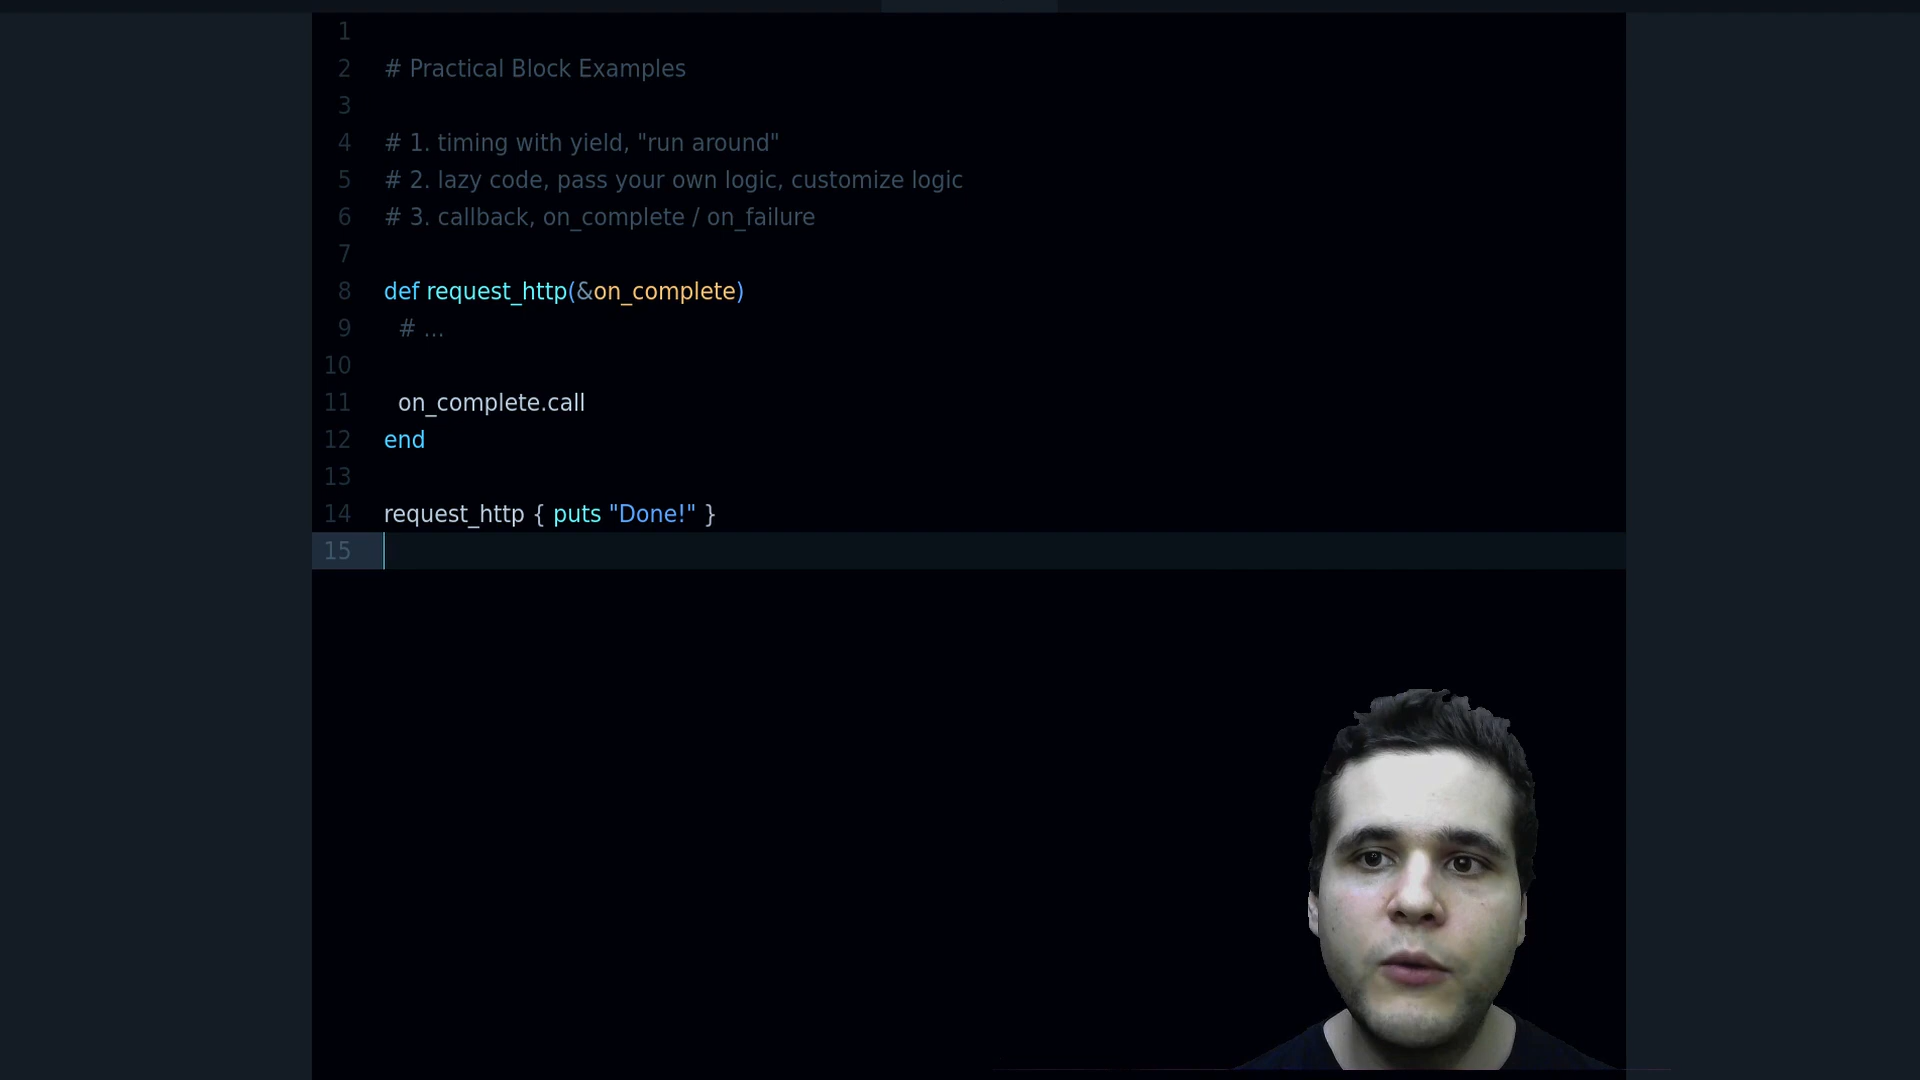 1
2 # Practical Block Examples
3
4 # 1. timing with yield, "run around"
5 # 2. lazy code, pass your own logic, customize logic
6 # 3. callback, on_complete / on_failure
7
8 def request_http(&on_complete)
9   # ...
10
11   on_complete.call
12 end
13
14 request_http { puts "Done!" }
15